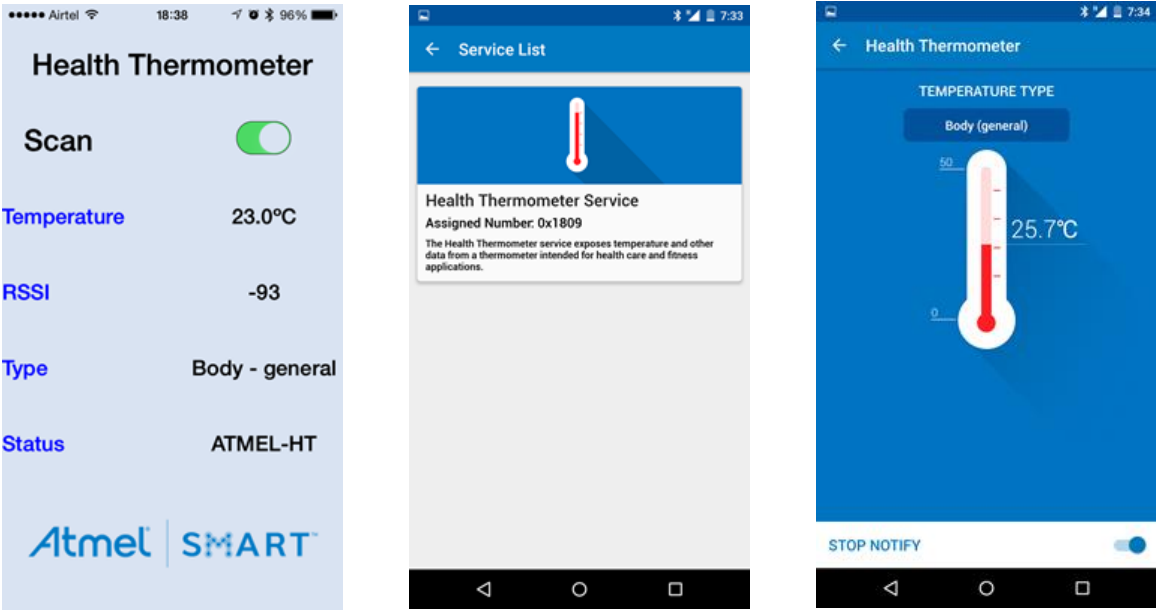 Airtel 18:38 96%
Health Thermometer
Scan
Temperature 23.0ºC
RSSI -93
Type Body - general
Status ATMEL-HT
Atmel SMART™
7:33
Service List
Health Thermometer Service
Assigned Number: 0x1809
The Health Thermometer service exposes temperature and other
data from a thermometer intended for health care and fitness
applications.
7:34
Health Thermometer
TEMPERATURE TYPE
Body (general)
50
25.7℃
0
STOP NOTIFY